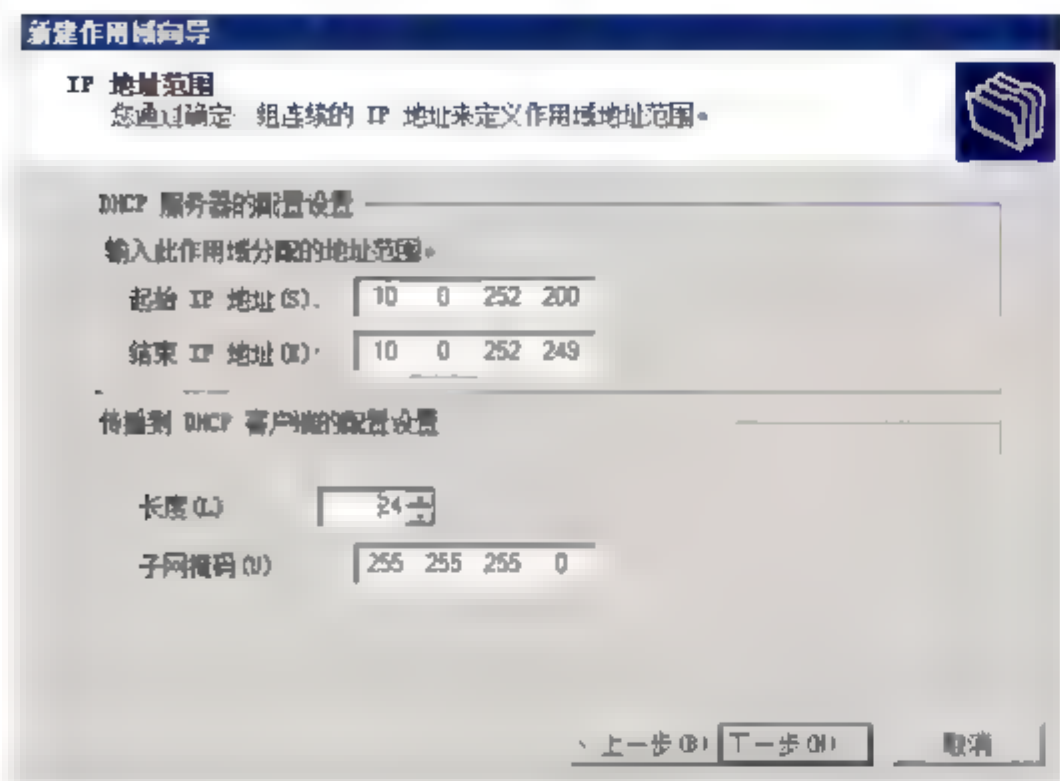 新建作用域向导
IP 地址范围
您通过确定一组连续的 IP 地址来定义作用域地址范围。
DHCP 服务器的配置设置
输入此作用域分配的地址范围。
起始 IP 地址(S):
10 0 252 200
结束 IP 地址(E):
10 0 252 249
传播到 DHCP 客户端的配置设置
长度(L)
24
子网掩码(U)
255 255 255 0
上一步(B)
下一步(N)
取消